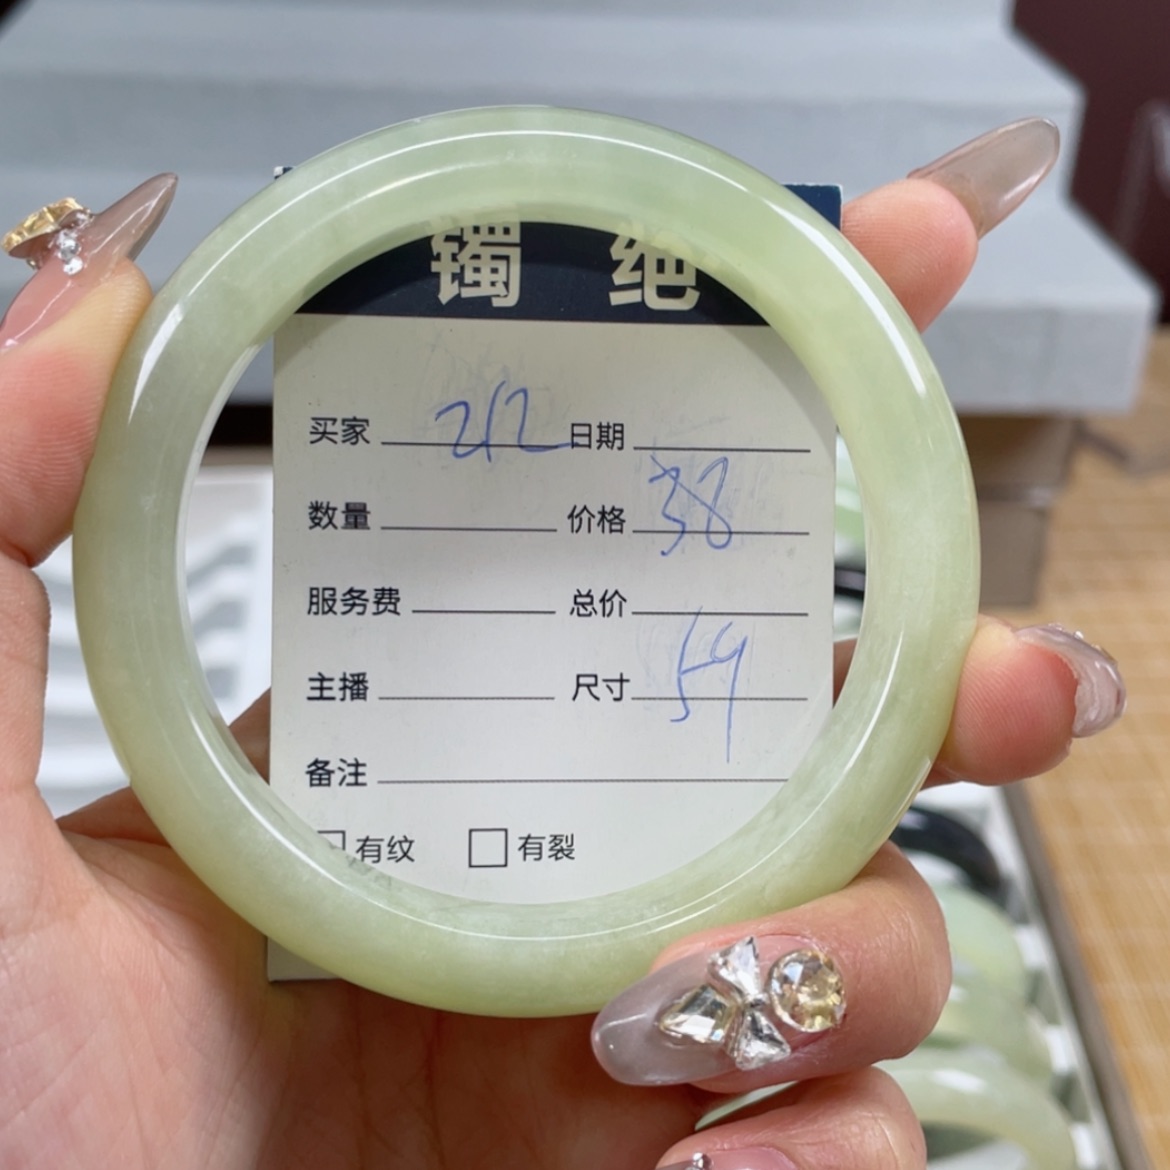 镯 绝
买家 212 日期
数量 价格 38
服务费 总价
主播 尺寸 59
备注
有纹 有裂